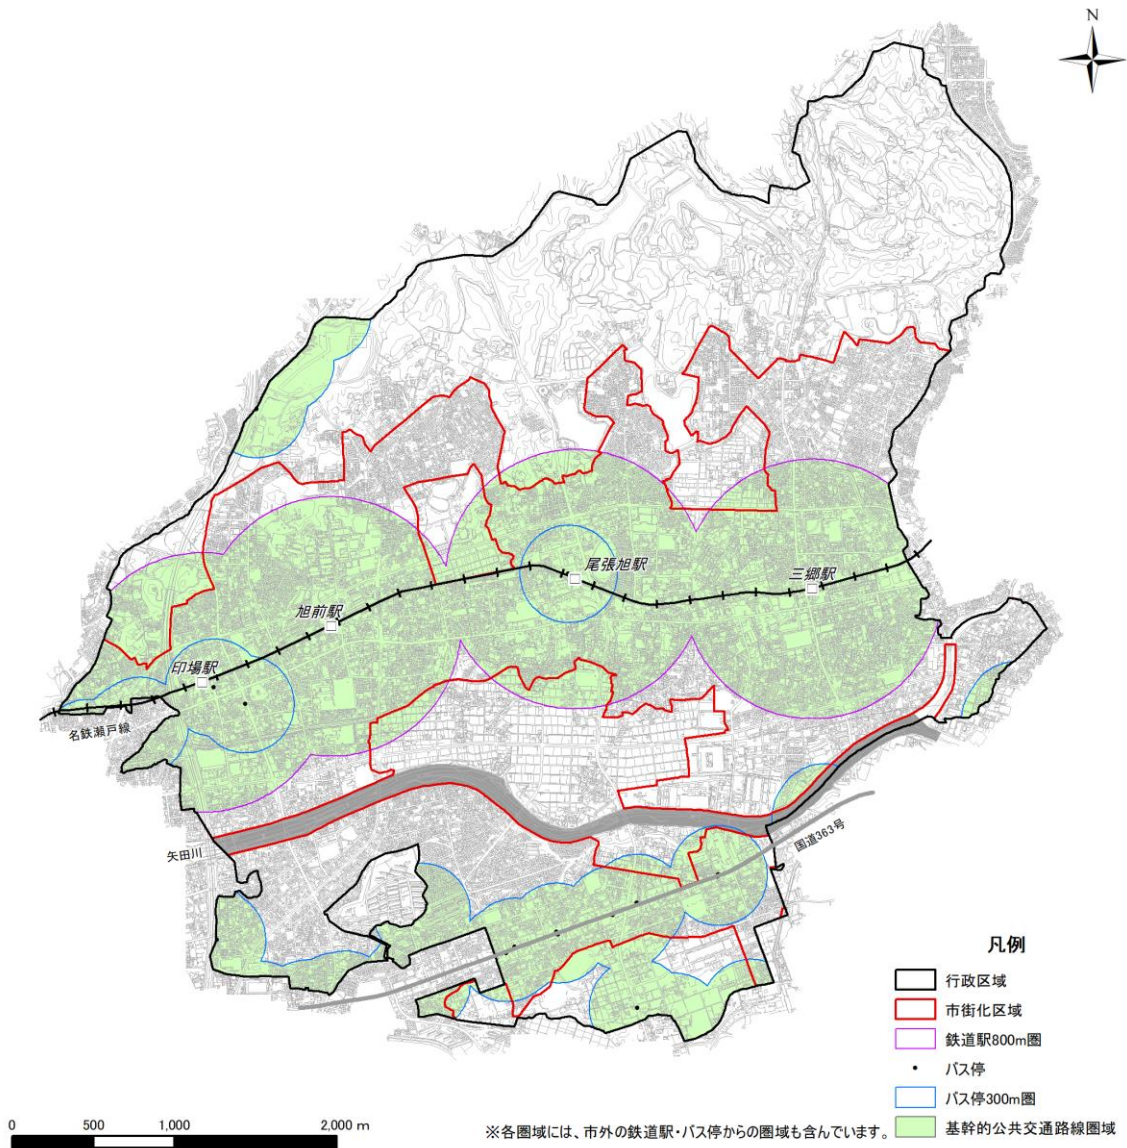 N
尾張旭駅
三郷駅
旭前駅
印場駅
名鉄瀬戸線
矢田川
国道363号
凡例
行政区域
市街化区域
鉄道駅800m圏
バス停
バス停300m圏
基幹的公共交通路線圏域
0 500 1,000 2,000 m
※各圏域には、市外の鉄道駅・バス停からの圏域も含んでいます。